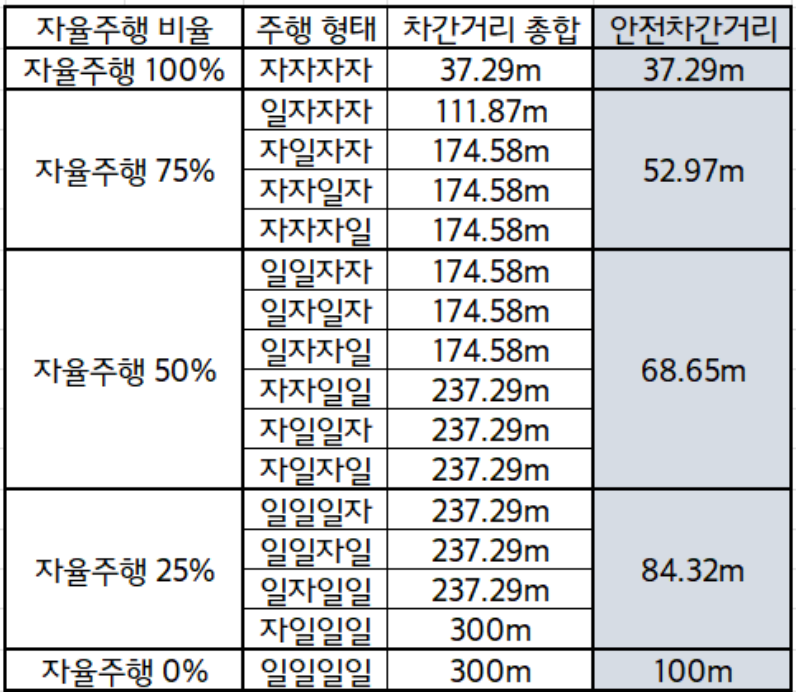 자율주행 비율 주행 형태 차간거리 총합 안전차간거리
자율주행 100% 자자자자 37.29m 37.29m
자율주행 75% 일자자자 111.87m 52.97m
자일자자 174.58m
자자일자 174.58m
자자자일 174.58m
자율주행 50% 일일자자 174.58m 68.65m
일자일자 174.58m
일자자일 174.58m
자자일일 237.29m
자일일자 237.29m
자일자일 237.29m
자율주행 25% 일일일자 237.29m 84.32m
일일자일 237.29m
일자일일 237.29m
자일일일 300m
자율주행 0% 일일일일 300m 100m